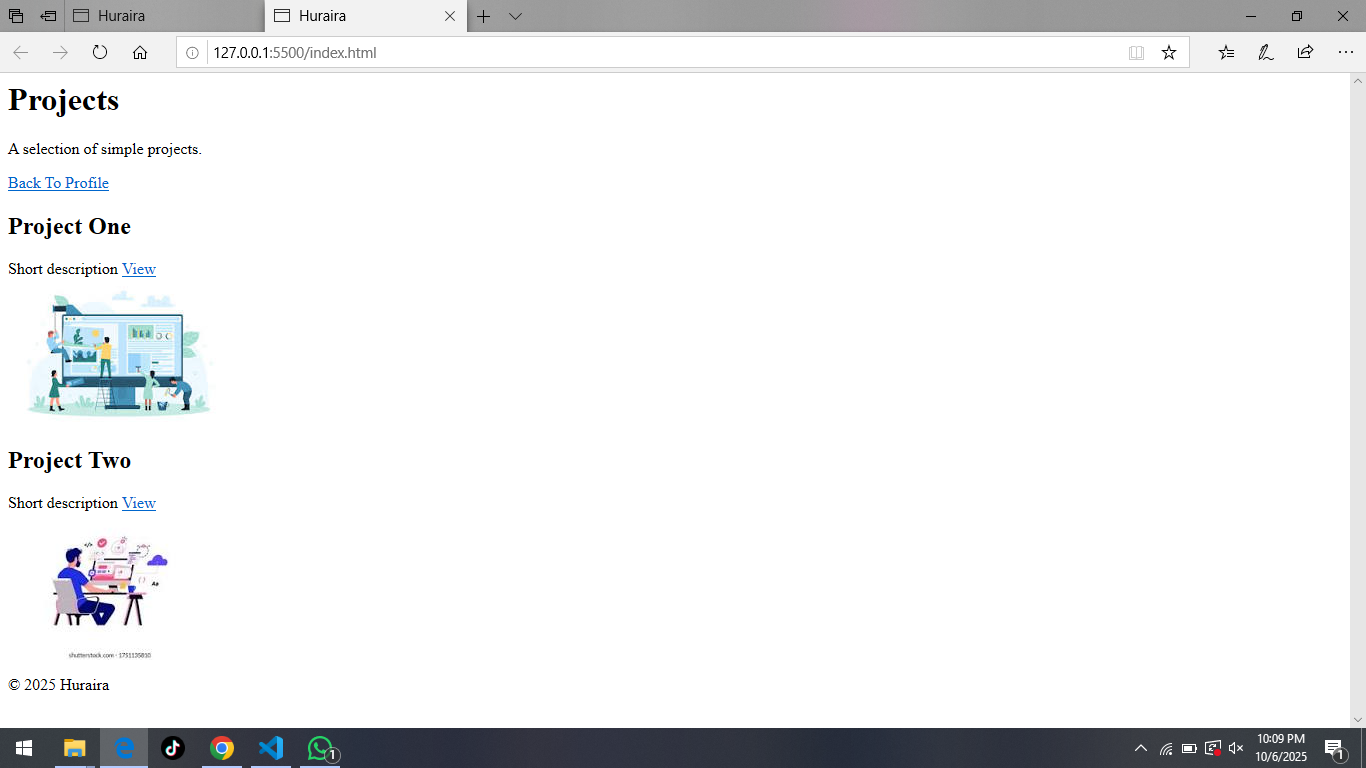 Huraira
Huraira
127.0.0.1:5500/index.html
Projects
A selection of simple projects.
Back To Profile
Project One
Short description View
Project Two
Short description View
shutterstock.com · 1751135810
© 2025 Huraira
1
10:09 PM
10/6/2025
1